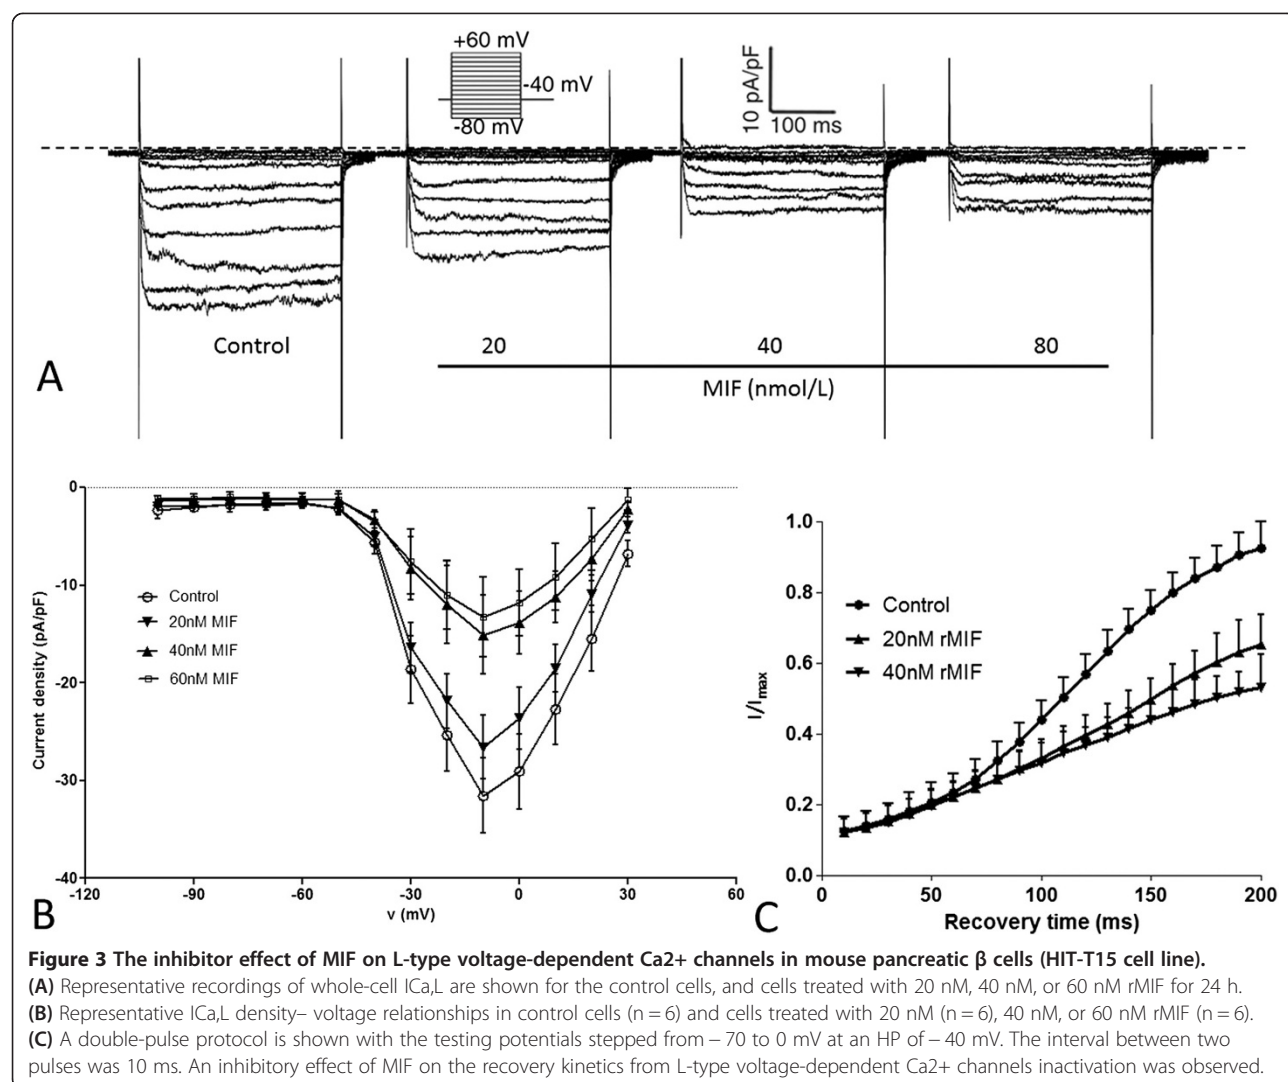 +60 mV
-40 mV
-80 mV
10 pA/pF
100 ms
Control 20 40 80
MIF (nmol/L)
A
0
-10
-20
-30
-40
-120 -90 -60 -30 0 30 60
Current density (pA/pF)
v (mV)
Control
20nM MIF
40nM MIF
60nM MIF
B
1.0
0.8
0.6
0.4
0.2
0.0
0 50 100 150 200
I/Imax
Recovery time (ms)
Control
20nM rMIF
40nM rMIF
C
Figure 3 The inhibitor effect of MIF on L-type voltage-dependent Ca2+ channels in mouse pancreatic β cells (HIT-T15 cell line).
(A) Representative recordings of whole-cell ICa,L are shown for the control cells, and cells treated with 20 nM, 40 nM, or 60 nM rMIF for 24 h.
(B) Representative ICa,L density– voltage relationships in control cells (n = 6) and cells treated with 20 nM (n = 6), 40 nM, or 60 nM rMIF (n = 6).
(C) A double-pulse protocol is shown with the testing potentials stepped from − 70 to 0 mV at an HP of − 40 mV. The interval between two
pulses was 10 ms. An inhibitory effect of MIF on the recovery kinetics from L-type voltage-dependent Ca2+ channels inactivation was observed.